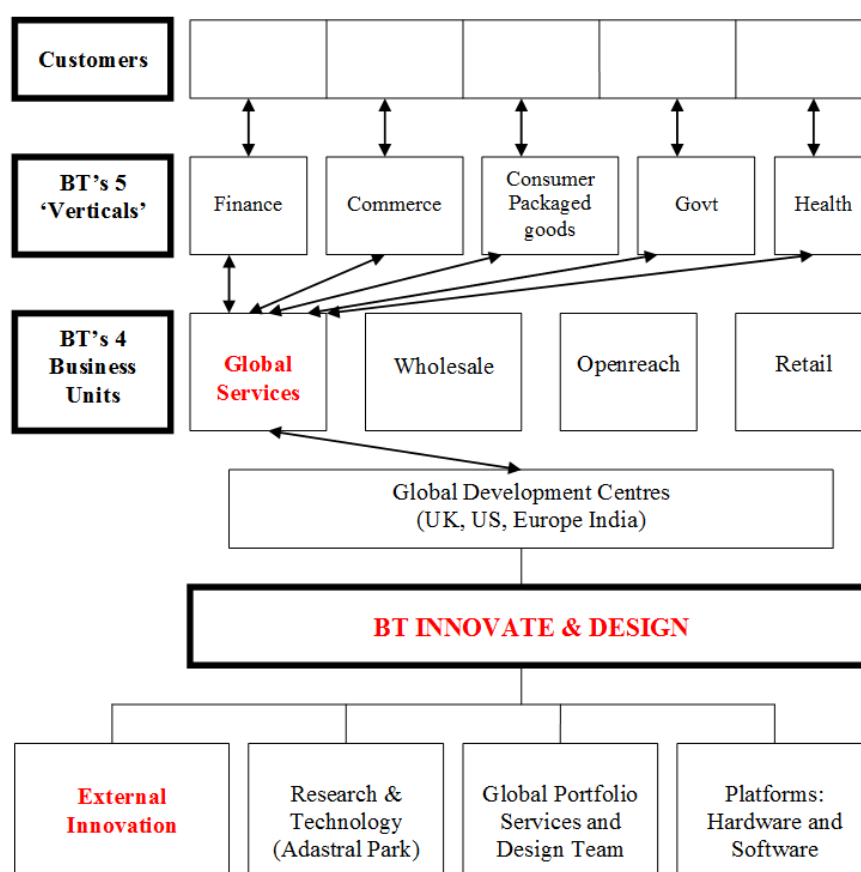 Customers
BT's 5
'Verticals'
Finance
Commerce
Consumer
Packaged
goods
Govt
Health
BT's 4
Business
Units
Global
Services
Wholesale
Openreach
Retail
Global Development Centres
(UK, US, Europe India)
BT INNOVATE & DESIGN
External
Innovation
Research &
Technology
(Adastral Park)
Global Portfolio
Services and
Design Team
Platforms:
Hardware and
Software